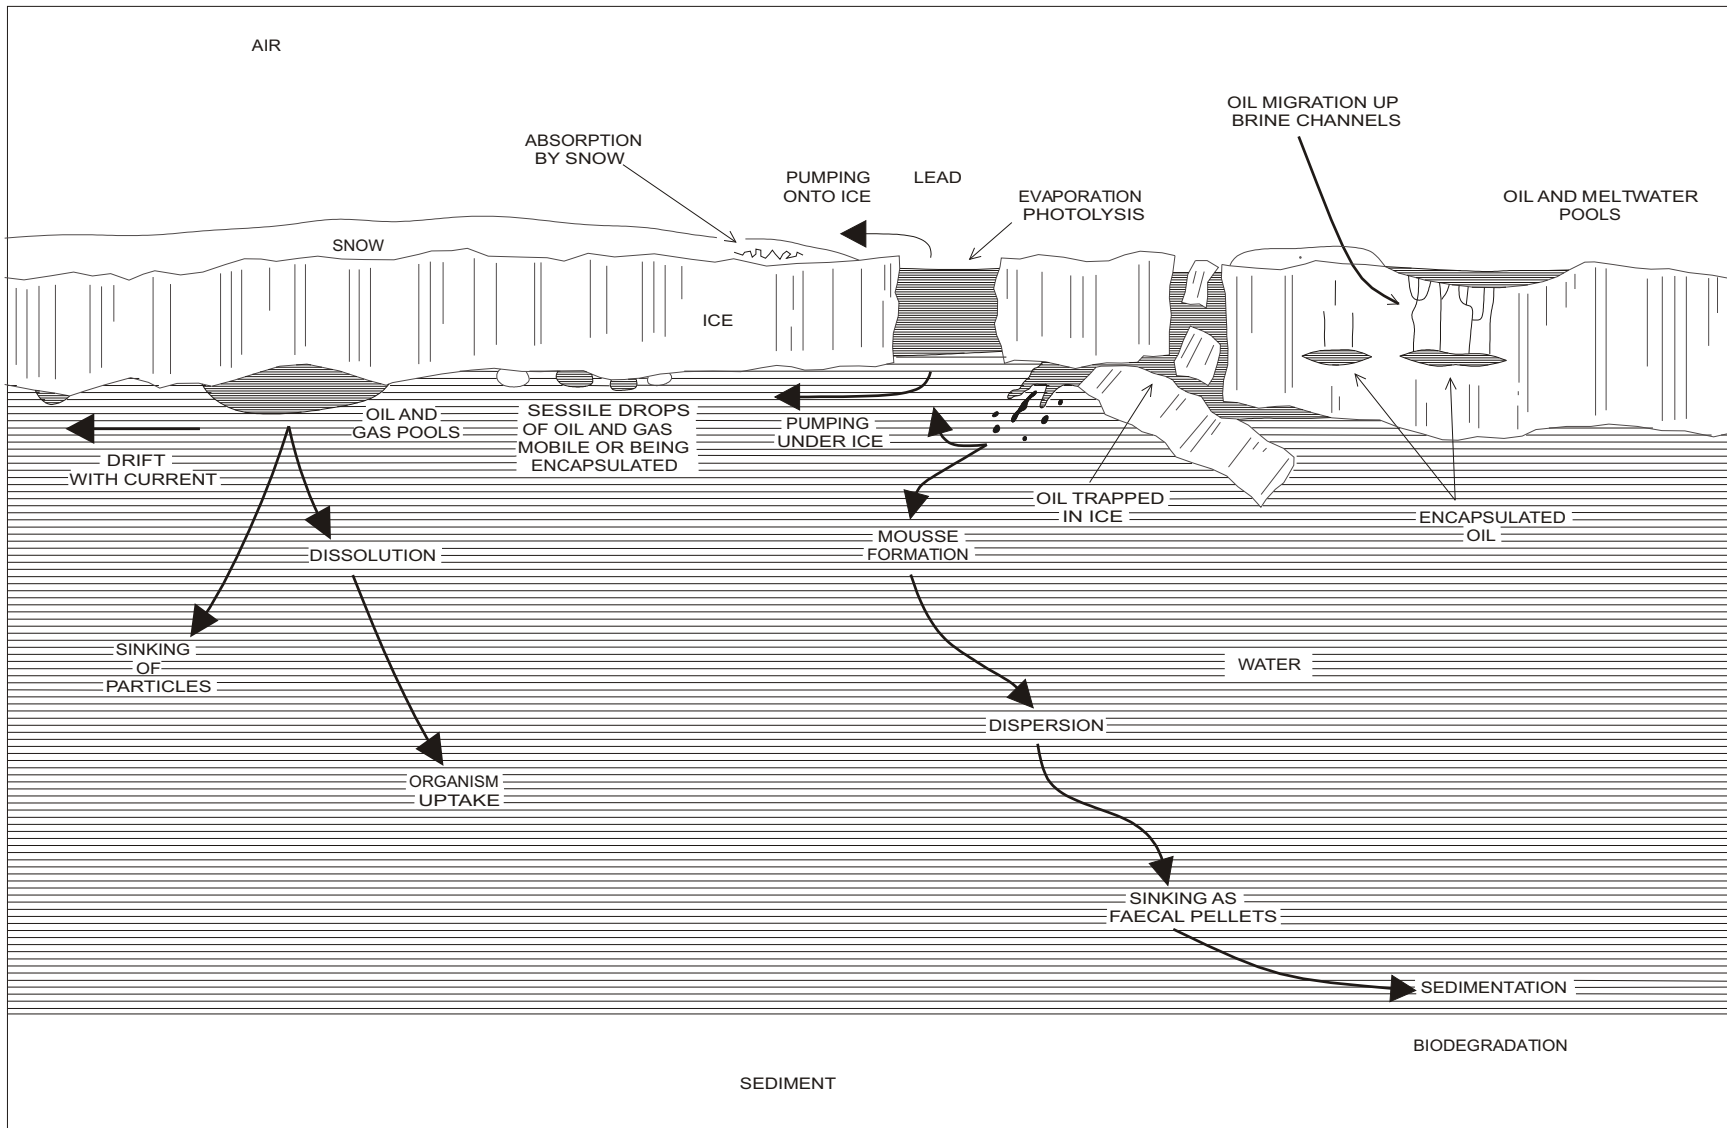 AIR
OIL MIGRATION UP
BRINE CHANNELS
ABSORPTION
BY SNOW
PUMPING
ONTO ICE
LEAD
EVAPORATION
PHOTOLYSIS
OIL AND MELTWATER
POOLS
SNOW
ICE
OIL AND
GAS POOLS
SESSILE DROPS
OF OIL AND GAS
MOBILE OR BEING
ENCAPSULATED
PUMPING
UNDER ICE
DRIFT
WITH CURRENT
OIL TRAPPED
IN ICE
ENCAPSULATED
OIL
DISSOLUTION
MOUSSE
FORMATION
SINKING
OF
PARTICLES
WATER
DISPERSION
ORGANISM
UPTAKE
SINKING AS
FAECAL PELLETS
SEDIMENTATION
BIODEGRADATION
SEDIMENT